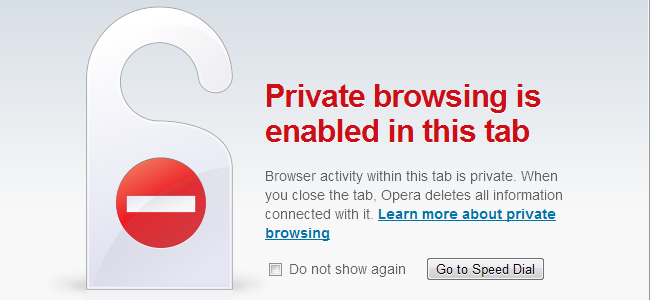 Private browsing is
enabled in this tab
Browser activity within this tab is private. When
you close the tab, Opera deletes all information
connected with it. Learn more about private
browsing
Do not show again
Go to Speed Dial